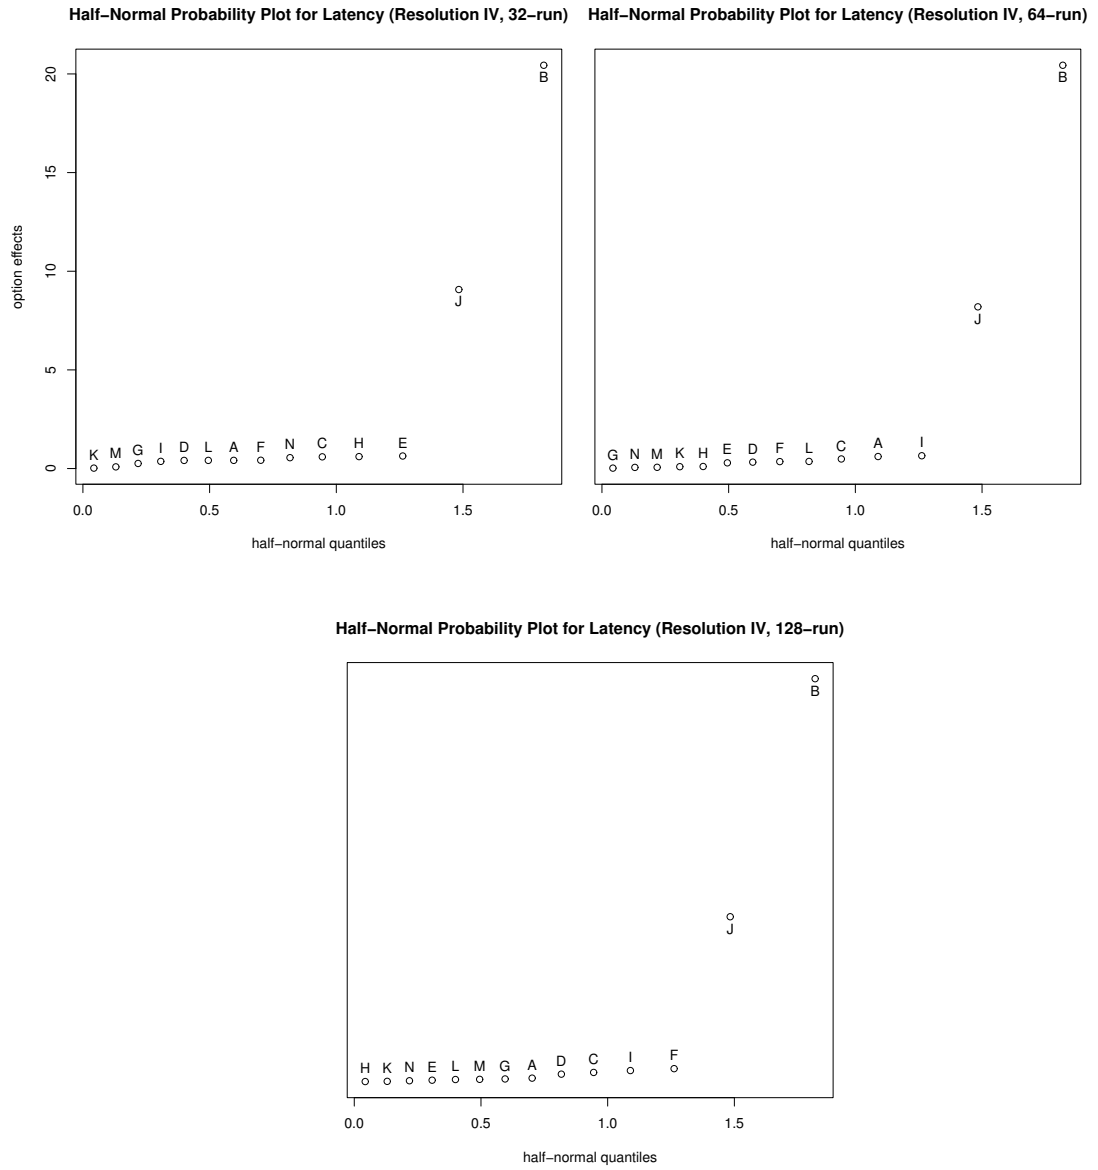 Half−Normal Probability Plot for Latency (Resolution IV, 32−run)
option effects
20
15
10
5
0
B
J
K M G I D L A F N C H E
0.0 0.5 1.0 1.5
half−normal quantiles
Half−Normal Probability Plot for Latency (Resolution IV, 64−run)
B
J
G N M K H E D F L C A I
0.0 0.5 1.0 1.5
half−normal quantiles
Half−Normal Probability Plot for Latency (Resolution IV, 128−run)
B
J
H K N E L M G A D C I F
0.0 0.5 1.0 1.5
half−normal quantiles